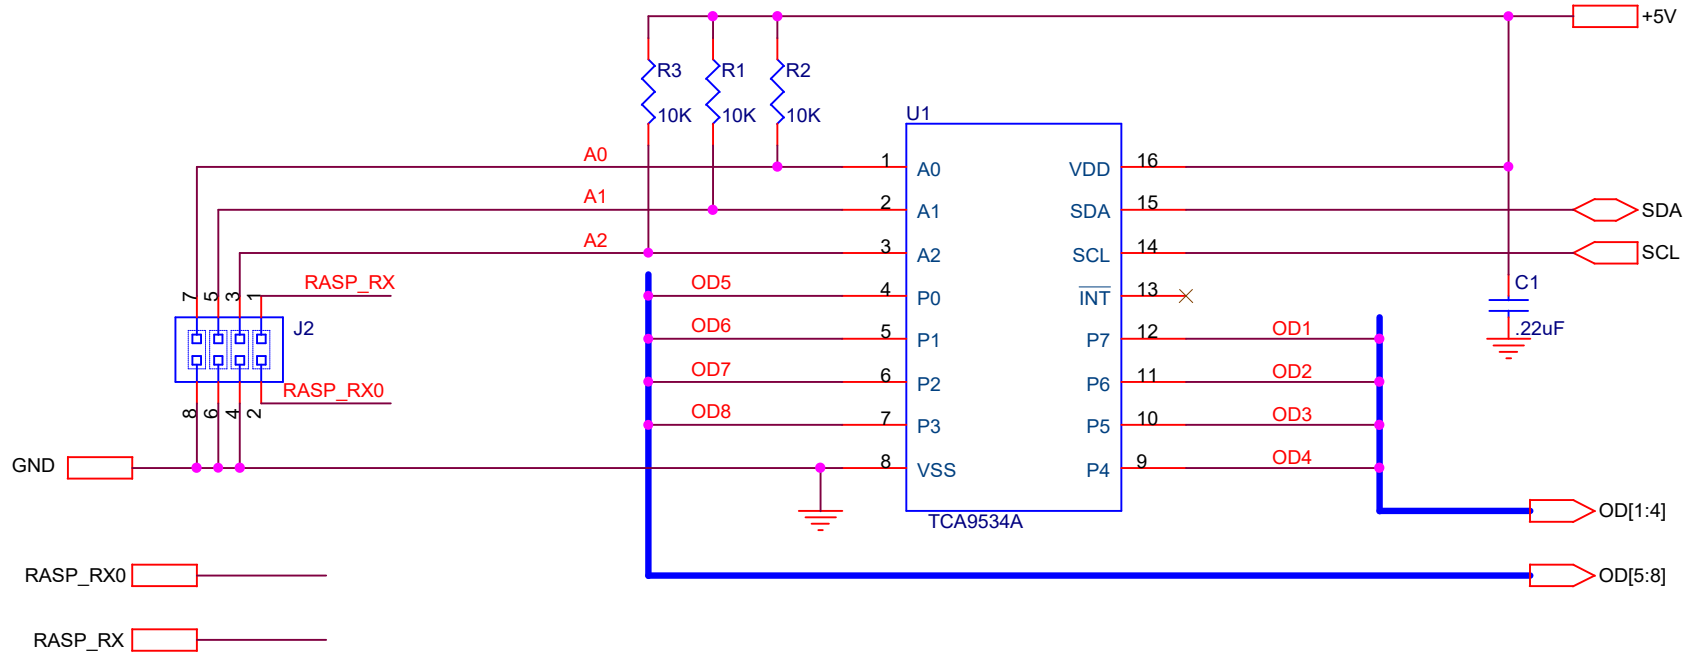 +5V
R3
R1
R2
10K
10K
10K
U1
A0
1
A0
VDD
16
A1
2
A1
SDA
15
SDA
A2
3
A2
SCL
14
SCL
RASP_RX
OD5
4
P0
INT
13
C1
7
5
3
1
J2
OD6
5
P1
P7
12
OD1
.22uF
OD7
6
P2
P6
11
OD2
RASP_RX0
8
6
4
2
OD8
7
P3
P5
10
OD3
GND
8
VSS
P4
9
OD4
TCA9534A
OD[1:4]
RASP_RX0
OD[5:8]
RASP_RX